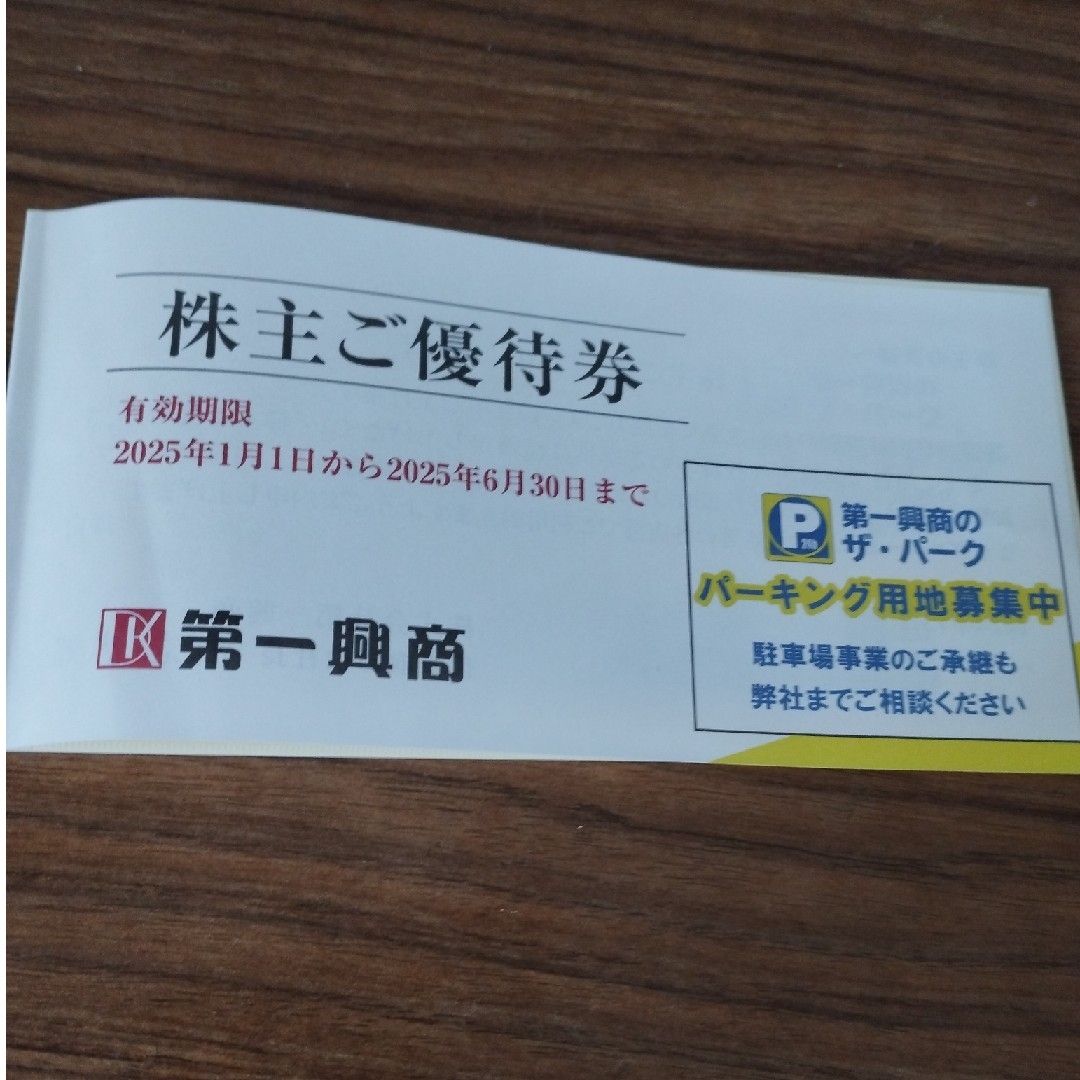 株主ご優待券
有効期限
2025年1月1日から2025年6月30日まで
DK 第一興商
P 第一興商の
ザ・パーク
パーキング用地募集中
駐車場事業のご承継も
弊社までご相談ください